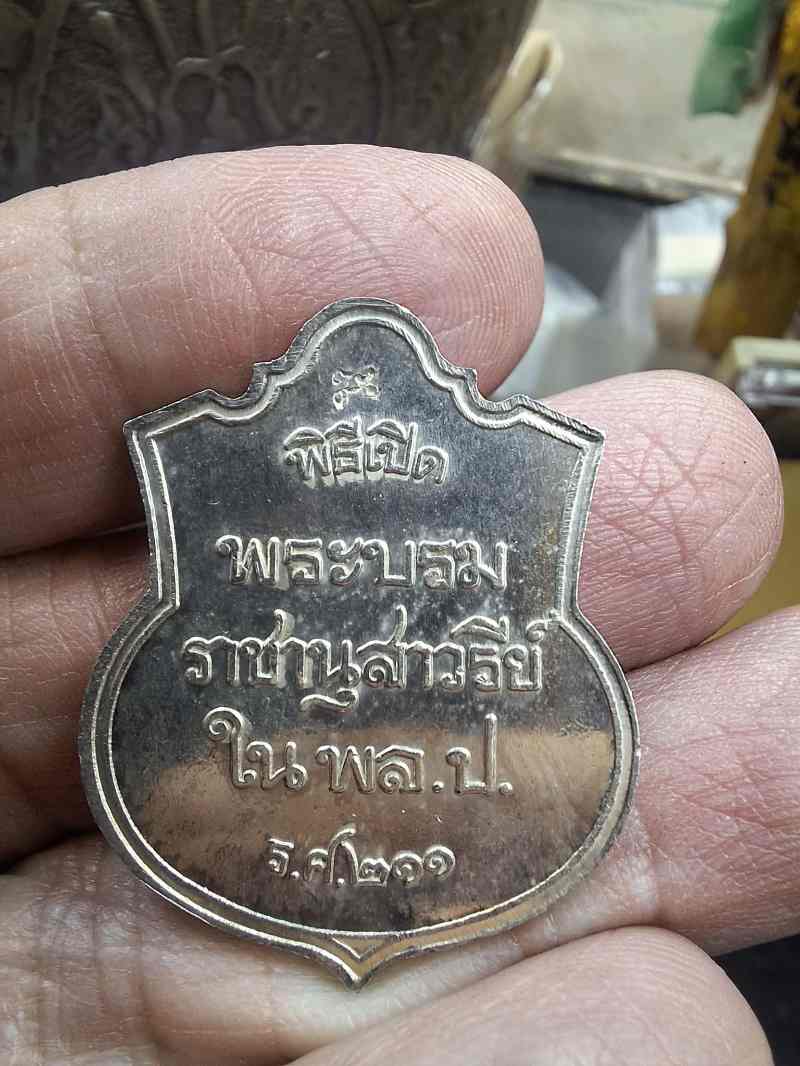 พิธีเปิด
พระบรม
ราชานุสาวรีย์
ใน พล.ป.
ร.ศ.๒๑๑